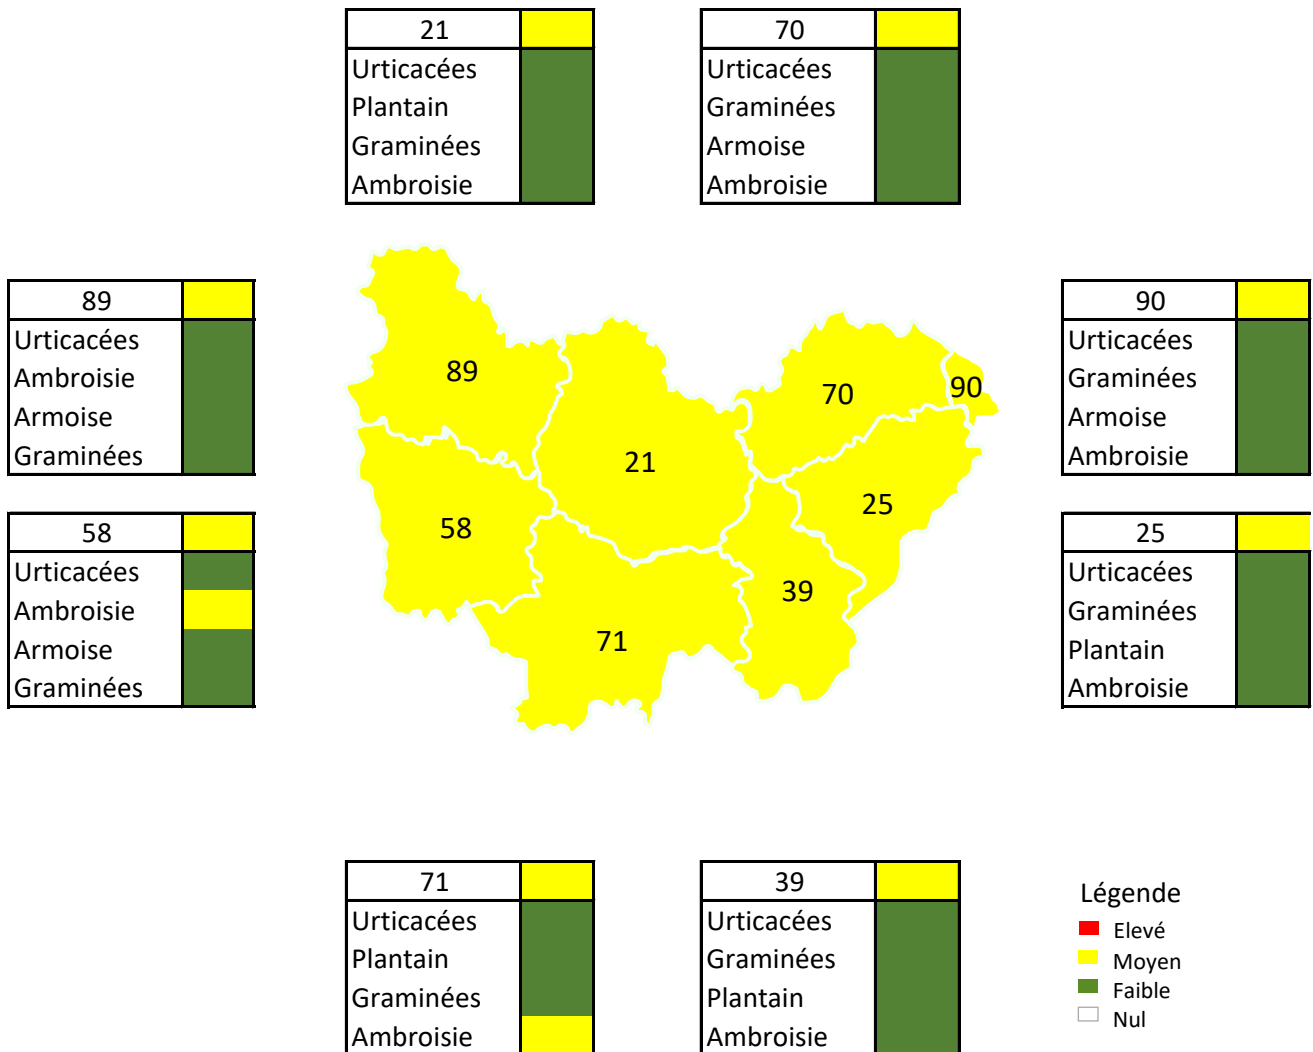 21
Urticacées
Plantain
Graminées
Ambroisie
70
Urticacées
Graminées
Armoise
Ambroisie
89
Urticacées
Ambroisie
Armoise
Graminées
58
Urticacées
Ambroisie
Armoise
Graminées
89
21
70
90
58
25
39
71
90
Urticacées
Graminées
Armoise
Ambroisie
25
Urticacées
Graminées
Plantain
Ambroisie
71
Urticacées
Plantain
Graminées
Ambroisie
39
Urticacées
Graminées
Plantain
Ambroisie
Légende
Elevé
Moyen
Faible
Nul